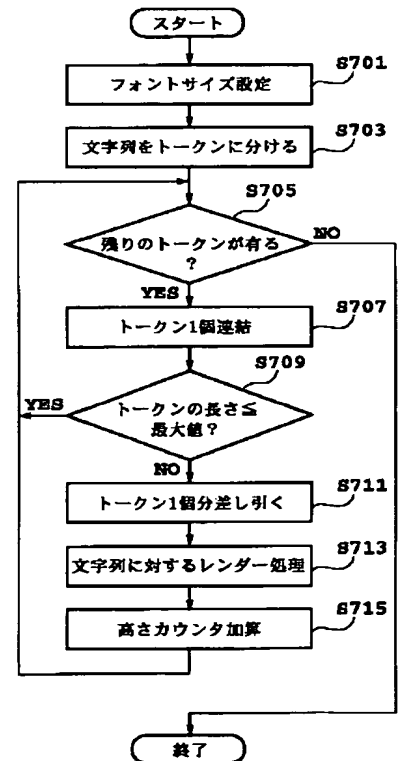 スタート
S701
フォントサイズ設定
S703
文字列をトークンに分ける
S705
残りのトークンが有る
?
NO
YES
S707
トークン1個連結
S709
YES
トークンの長さ≦
最大値?
NO
S711
トークン1個分差し引く
S713
文字列に対するレンダー処理
S715
高さカウンタ加算
終了